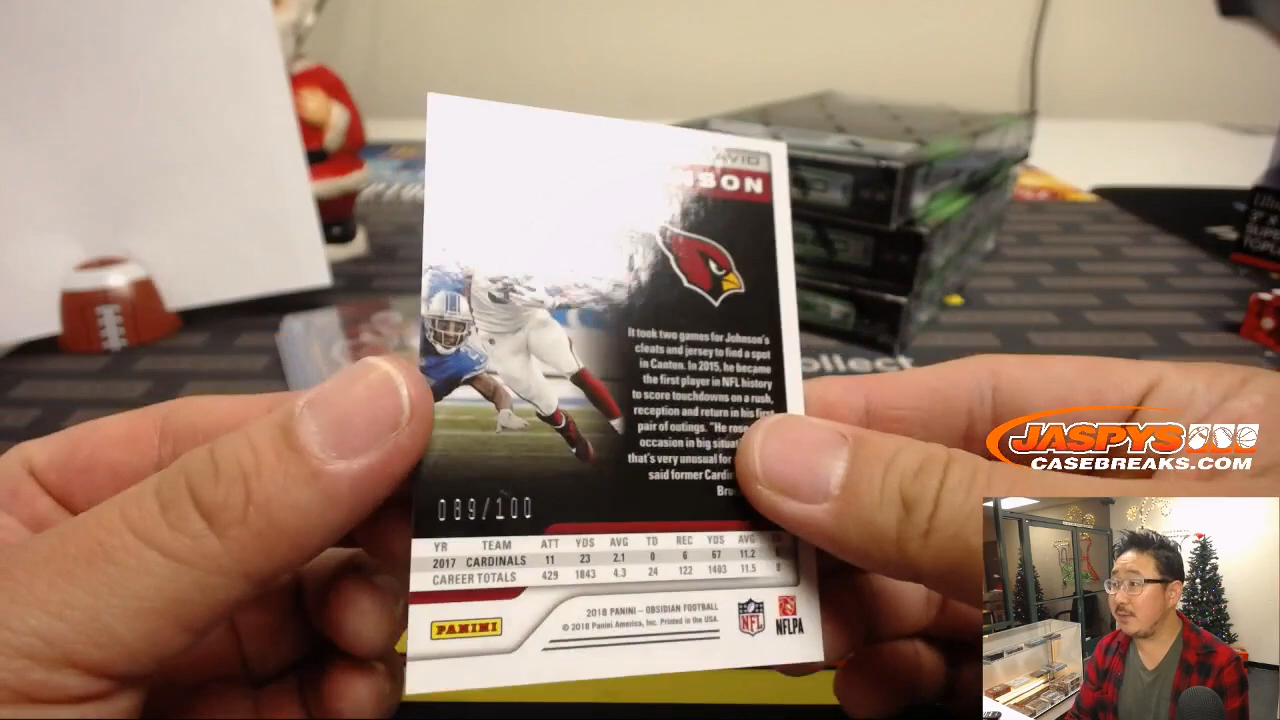 NSON
It took two games for Johnson's
cleats and jersey to find a spot
in Canton. In 2015, he became
the first player in NFL history
to score touchdowns on a rush,
reception and return in his first
pair of outings. "He rose
occasion in big
that's very unusual for
said former
089/100
YR TEAM ATT YDS AVG TD REC YDS AVG
2017 CARDINALS 11 23 2.1 0 6 67 11.2
CAREER TOTALS 429 1843 4.3 24 122 1403 11.5
2018 PANINI – OBSIDIAN FOOTBALL
© 2018 Panini America, Inc. Printed in the USA.
PANINI
NFL
NFLPA
collect
JASPYS
CASEBREAKS.COM